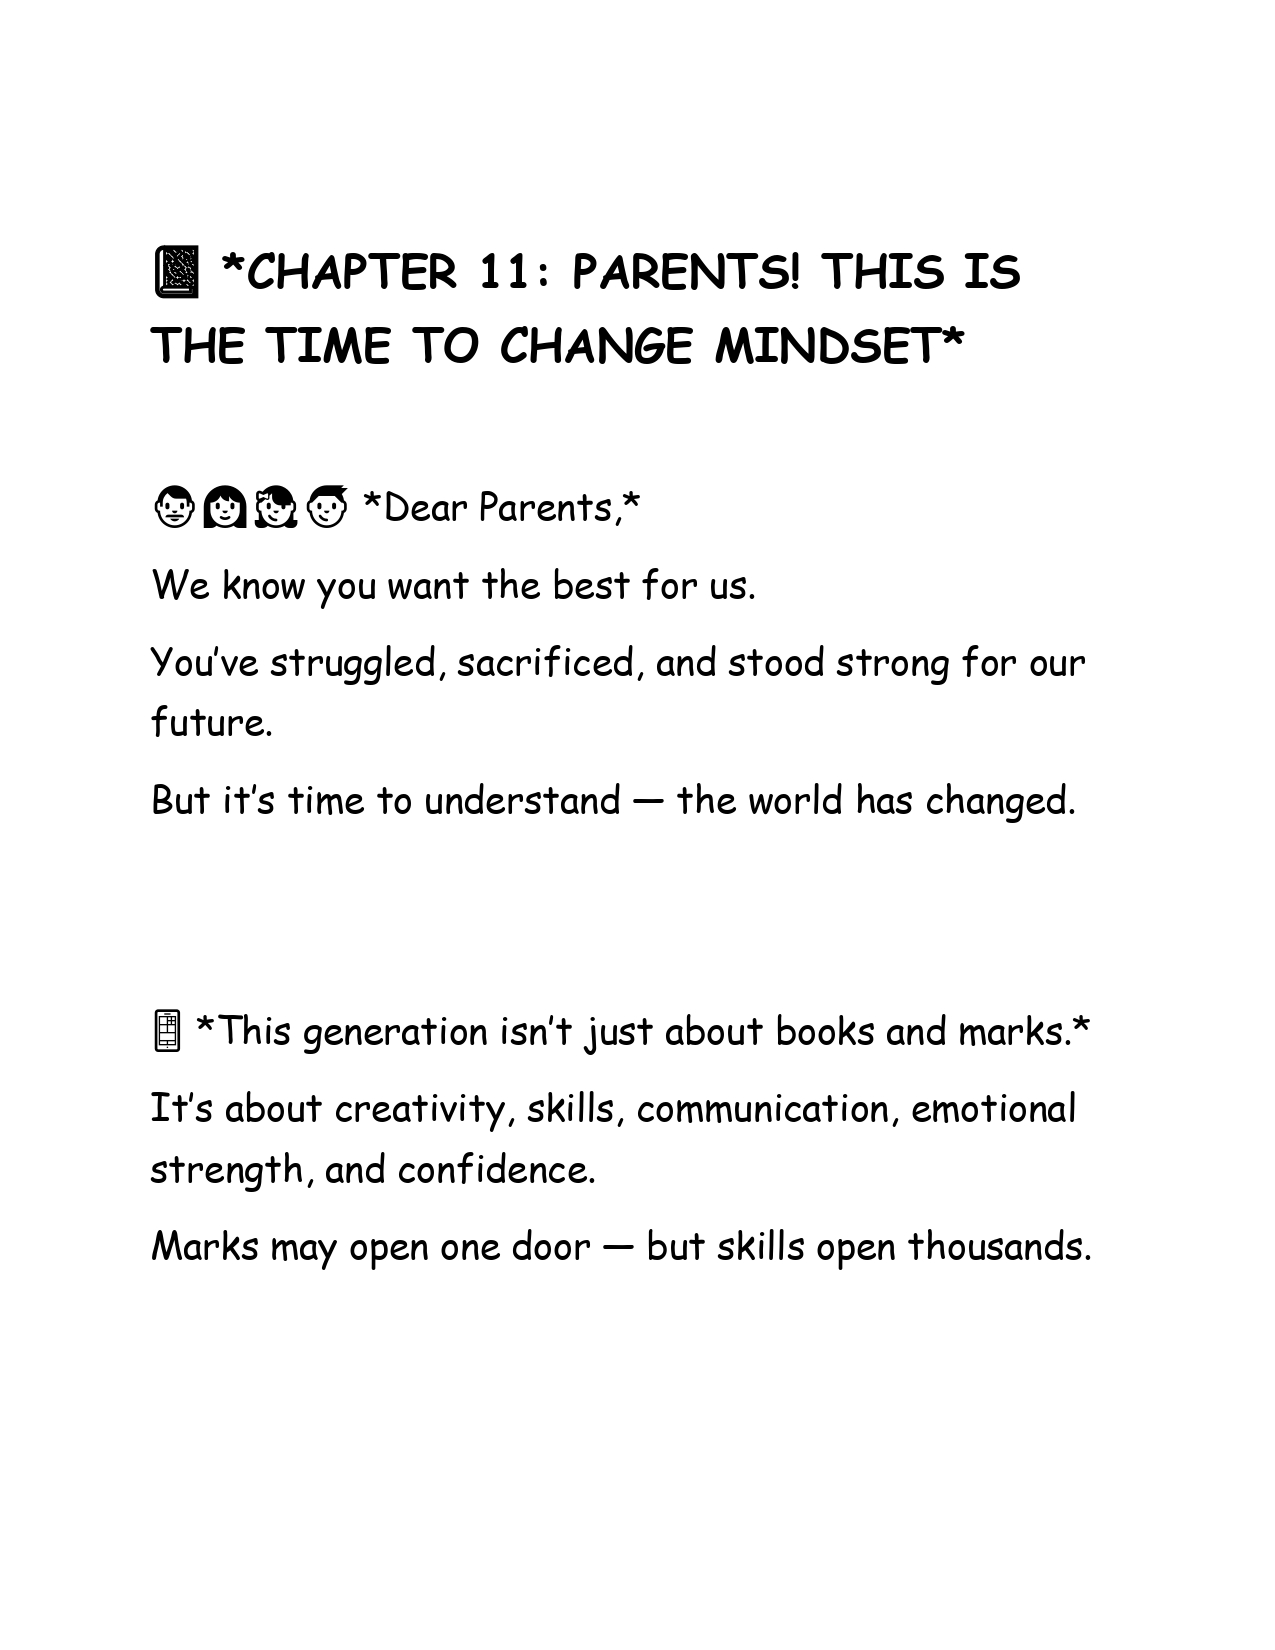 📓 *CHAPTER 11: PARENTS! THIS IS
THE TIME TO CHANGE MINDSET*
👨👩👧👦 *Dear Parents,*
We know you want the best for us.
You’ve struggled, sacrificed, and stood strong for our
future.
But it’s time to understand — the world has changed.
📱 *This generation isn’t just about books and marks.*
It’s about creativity, skills, communication, emotional
strength, and confidence.
Marks may open one door — but skills open thousands.